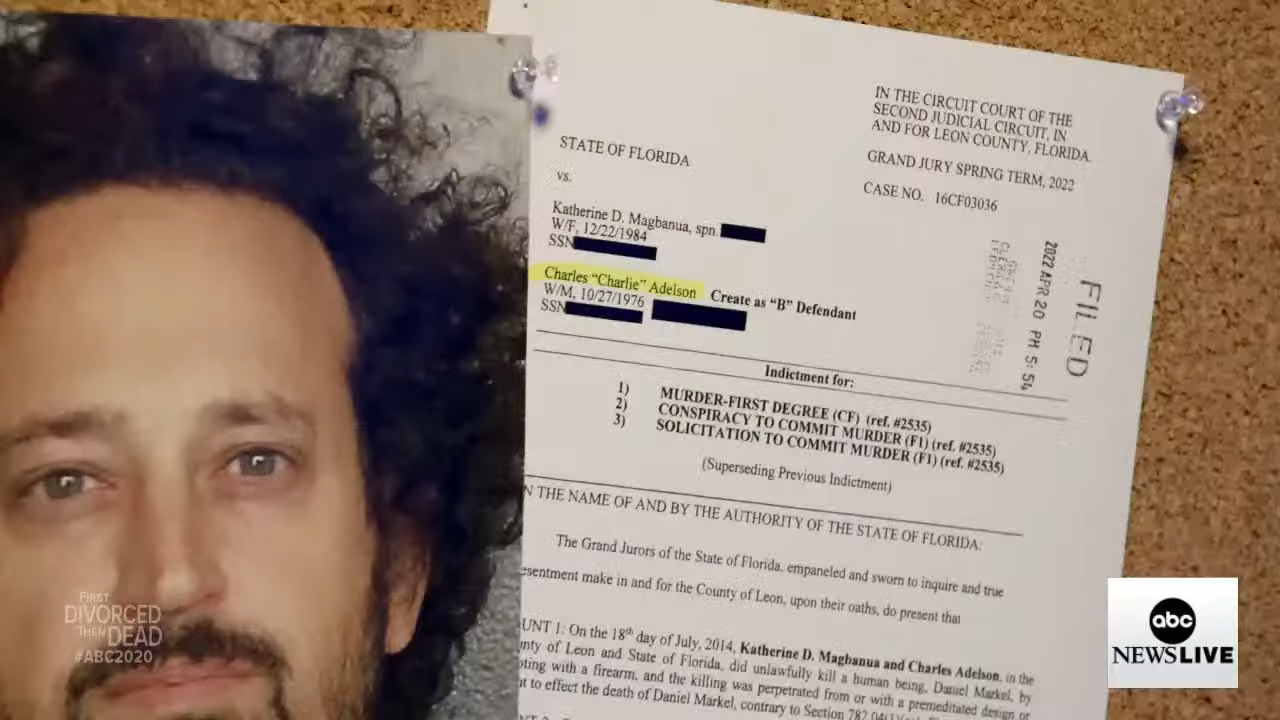 IN THE CIRCUIT COURT OF THE
SECOND JUDICIAL CIRCUIT, IN
AND FOR LEON COUNTY, FLORIDA
GRAND JURY SPRING TERM, 2022
CASE NO. 16CF03036
STATE OF FLORIDA
vs.
Katherine D. Magbanua, spn.
W/F, 12/22/1984
SSN
Charles “Charlie” Adelson Create as “B” Defendant
W/M, 10/27/1976
SSN
2022 APR 20 PM 5:54
FILED
Indictment for:
1) MURDER-FIRST DEGREE (CF) (ref. #2535)
2) CONSPIRACY TO COMMIT MURDER (F1) (ref. #2535)
3) SOLICITATION TO COMMIT MURDER (F1) (ref. #2535)
(Superseding Previous Indictment)
N THE NAME OF AND BY THE AUTHORITY OF THE STATE OF FLORIDA:
The Grand Jurors of the State of Florida, empaneled and sworn to inquire and true
esentment make in and for the County of Leon, upon their oaths, do present that
UNT 1: On the 18th day of July, 2014, Katherine D. Magbanua and Charles Adelson, in the
nty of Leon and State of Florida, did unlawfully kill a human being, Daniel Markel, by
oting with a firearm, and the killing was perpetrated from or with a premeditated design or
t to effect the death of Daniel Markel, contrary to Section 782.04(1)
FIRST
DIVORCED
THEN DEAD
#ABC2020
abc
NEWSLIVE